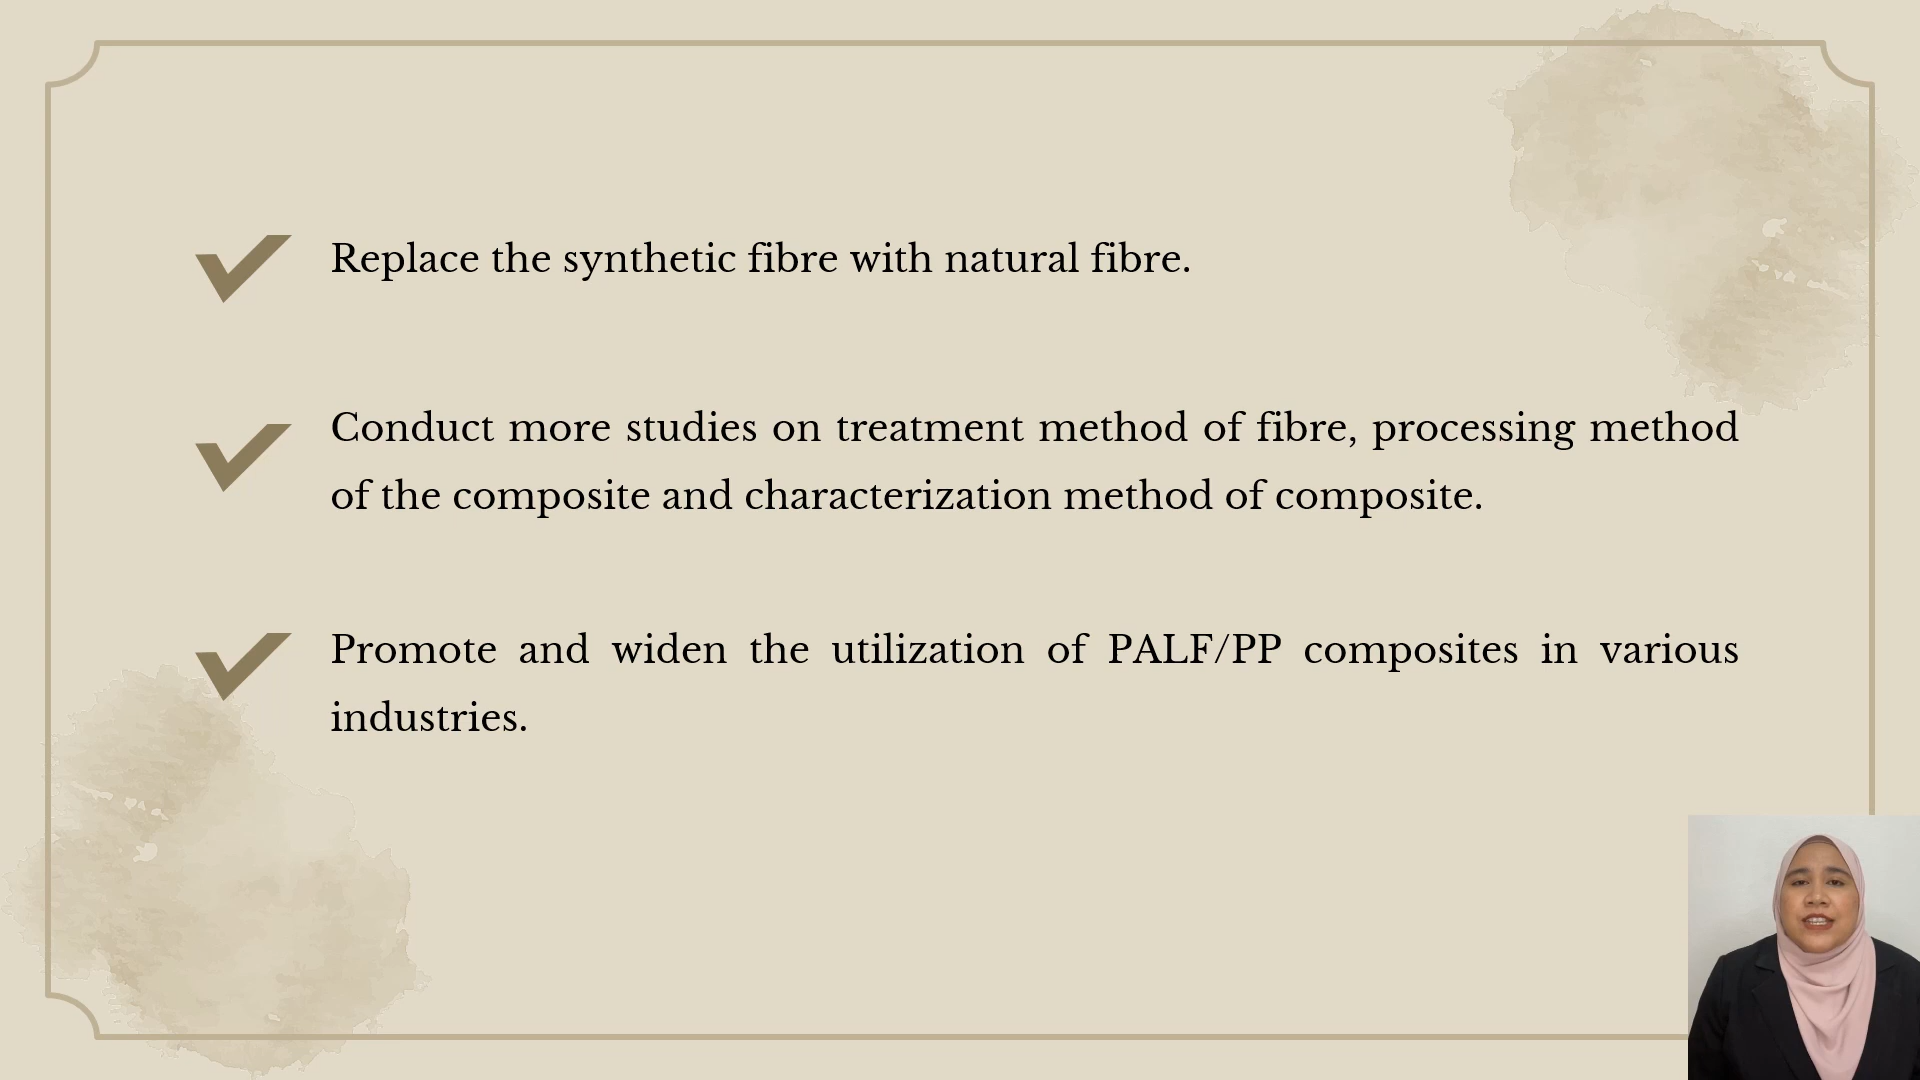 Replace the synthetic fibre with natural fibre.
Conduct more studies on treatment method of fibre, processing method
of the composite and characterization method of composite.
Promote and widen the utilization of PALF/PP composites in various
industries.